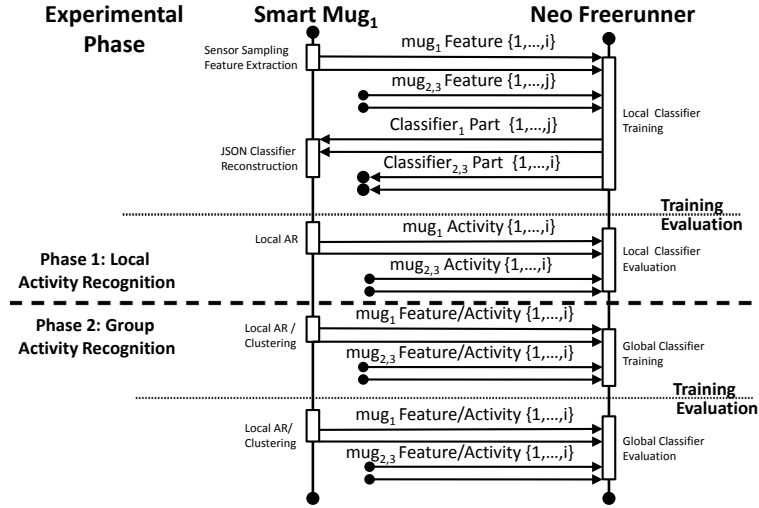 Experimental
Phase
Smart Mug₁
Neo Freerunner
Sensor Sampling
Feature Extraction
mug₁ Feature {1,...,i}
mug₂,₃ Feature {1,...,j}
Local Classifier
Training
Classifier₁ Part {1,...,j}
JSON Classifier
Reconstruction
Classifier₂,₃ Part {1,...,i}
Training
Evaluation
mug₁ Activity {1,...,i}
Local AR
Local Classifier
Evaluation
Phase 1: Local
Activity Recognition
mug₂,₃ Activity {1,...,i}
Phase 2: Group
Activity Recognition
mug₁ Feature/Activity {1,...,i}
Local AR /
Clustering
Global Classifier
Training
mug₂,₃ Feature/Activity {1,...,i}
Training
Evaluation
mug₁ Feature/Activity {1,...,i}
Local AR/
Clustering
Global Classifier
Evaluation
mug₂,₃ Feature/Activity {1,...,i}